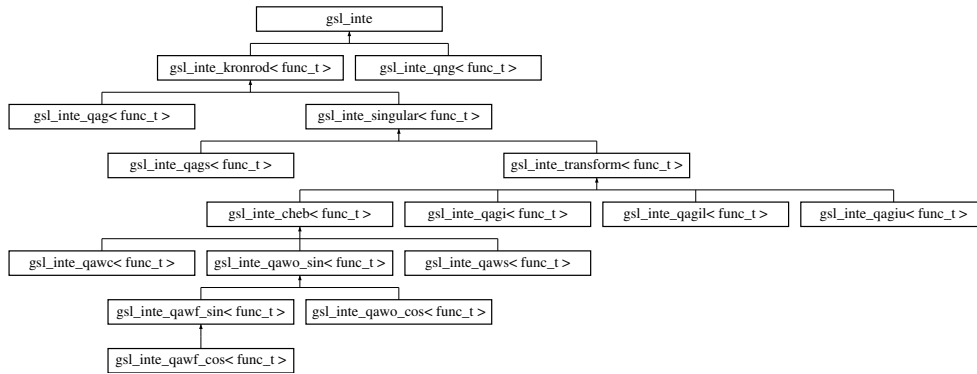 gsl_inte
gsl_inte_kronrod< func_t >
gsl_inte_qng< func_t >
gsl_inte_qag< func_t >
gsl_inte_singular< func_t >
gsl_inte_qags< func_t >
gsl_inte_transform< func_t >
gsl_inte_cheb< func_t >
gsl_inte_qagi< func_t >
gsl_inte_qagil< func_t >
gsl_inte_qagiu< func_t >
gsl_inte_qawc< func_t >
gsl_inte_qawo_sin< func_t >
gsl_inte_qaws< func_t >
gsl_inte_qawf_sin< func_t >
gsl_inte_qawo_cos< func_t >
gsl_inte_qawf_cos< func_t >